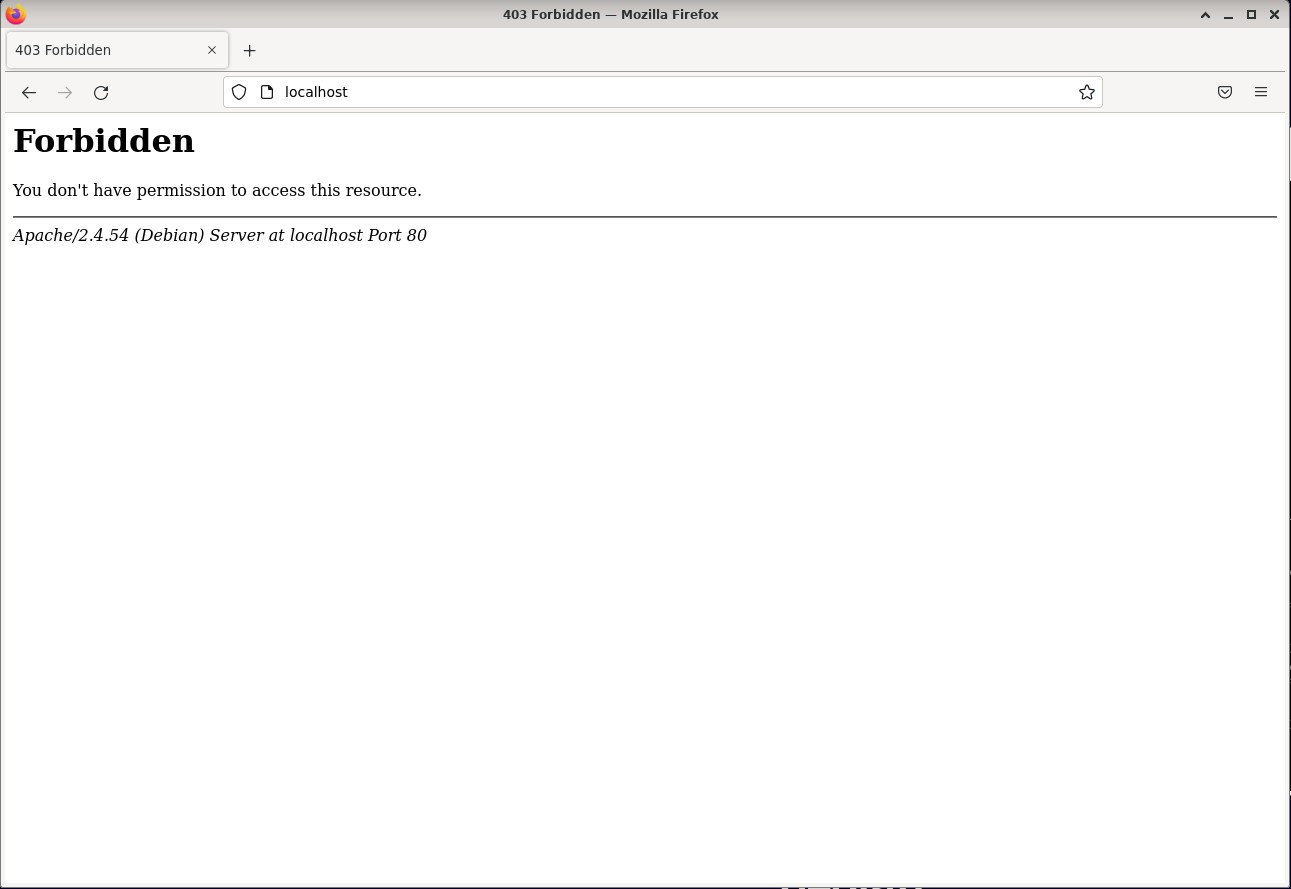 403 Forbidden — Mozilla Firefox
403 Forbidden
localhost
Forbidden
You don't have permission to access this resource.
Apache/2.4.54 (Debian) Server at localhost Port 80